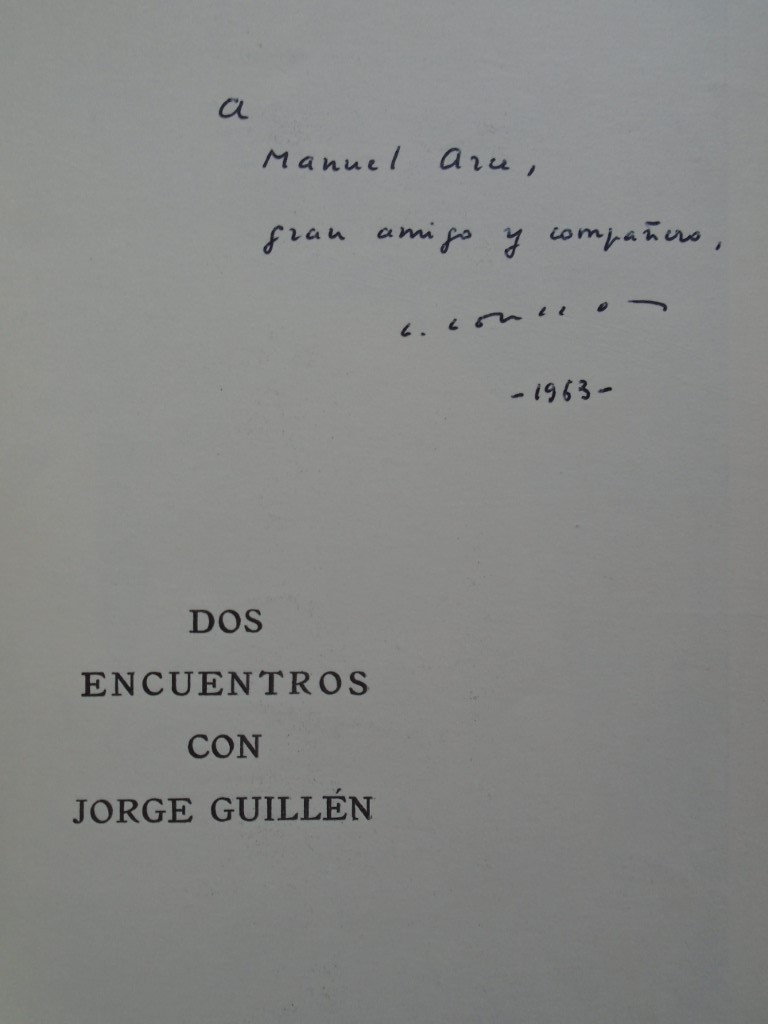 a
Manuel Arce,
gran amigo y compañero,
-1963-
DOS
ENCUENTROS
CON
JORGE GUILLÉN